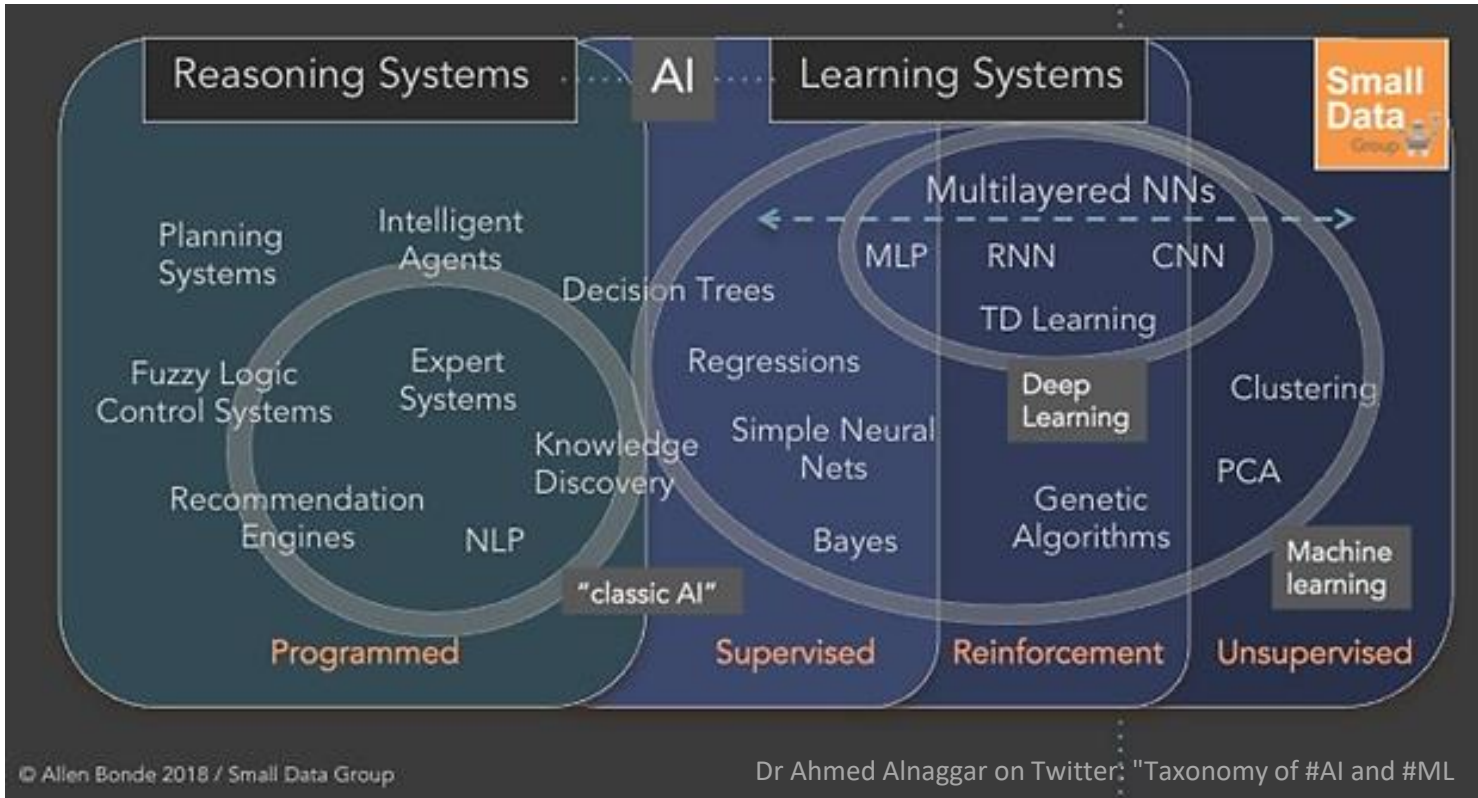 Reasoning Systems
AI
Learning Systems
Small
Data
Group
Multilayered NNs
Planning
Systems
Intelligent
Agents
MLP
RNN
CNN
Decision Trees
TD Learning
Fuzzy Logic
Control Systems
Expert
Systems
Regressions
Deep
Learning
Clustering
Knowledge
Discovery
Simple Neural
Nets
PCA
Recommendation
Engines
NLP
Bayes
Genetic
Algorithms
Machine
learning
"classic AI"
Programmed
Supervised
Reinforcement
Unsupervised
© Allen Bonde 2018 / Small Data Group
Dr Ahmed Alnaggar on Twitter: "Taxonomy of #AI and #ML